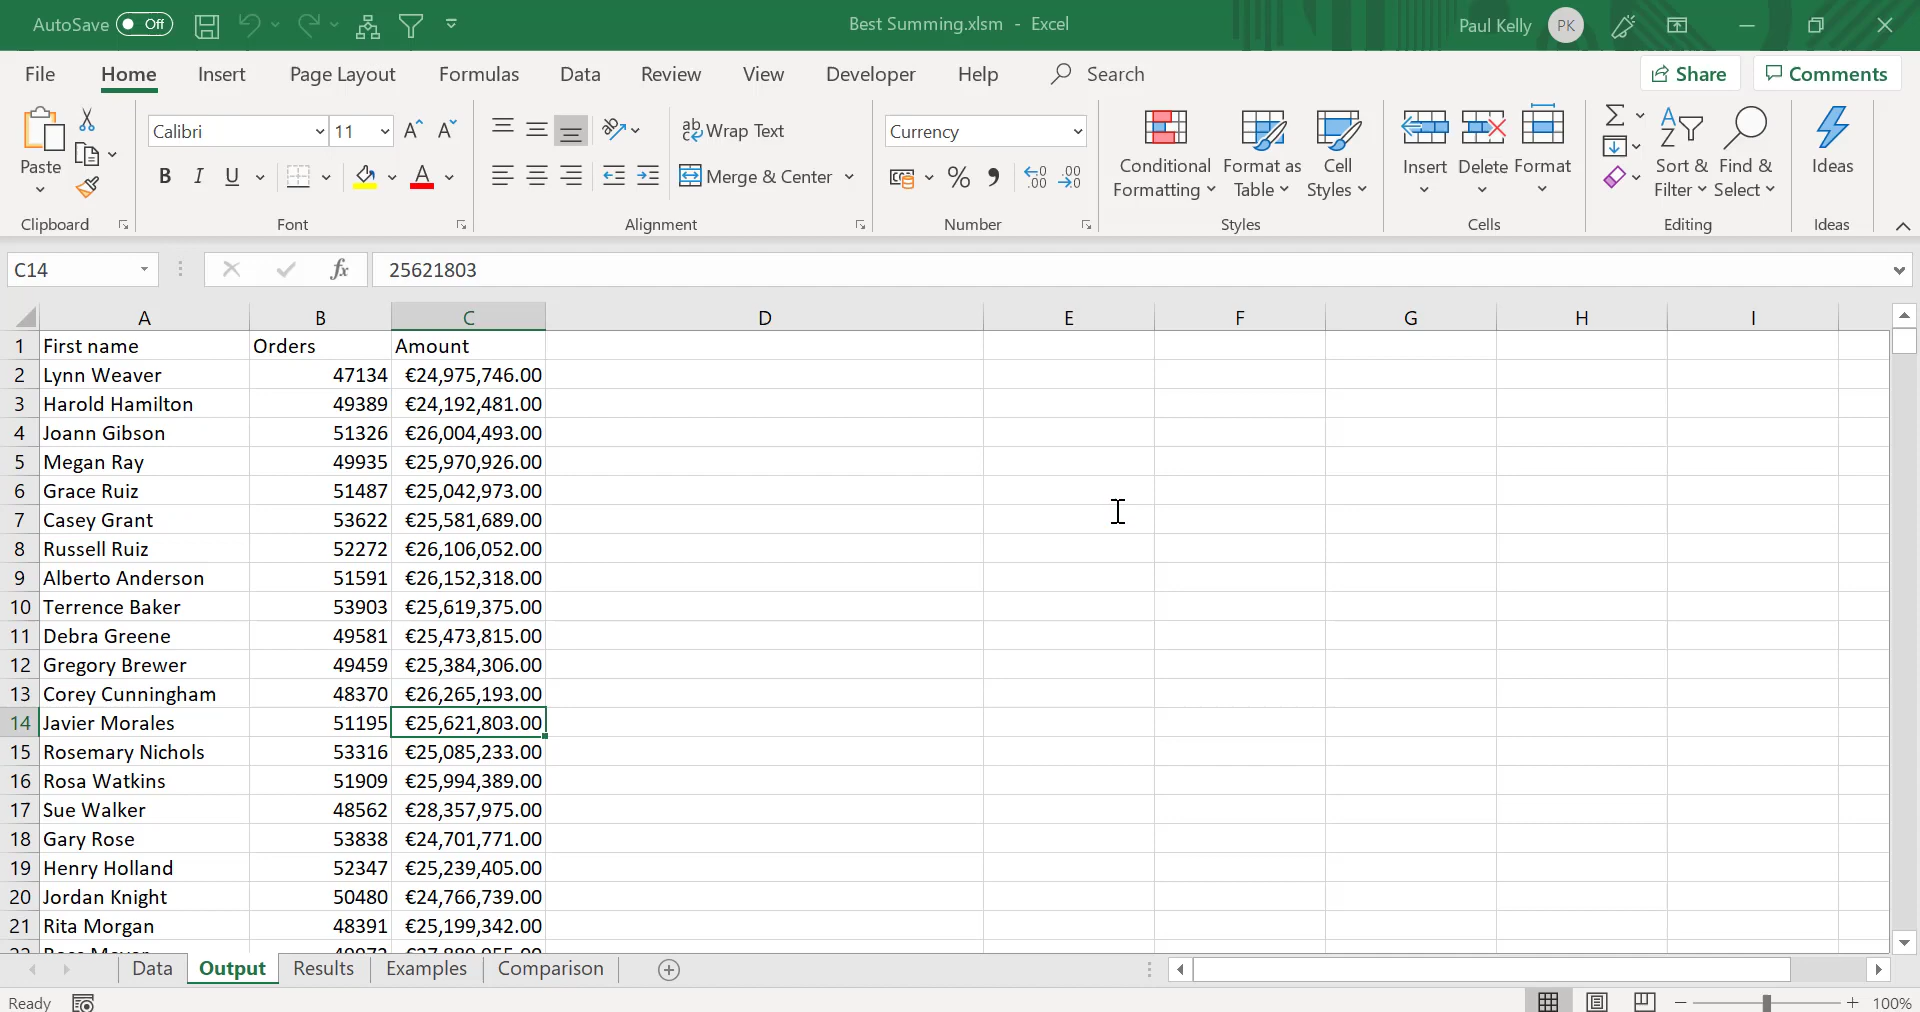 AutoSave Off
Best Summing.xlsm - Excel
Paul Kelly PK
File Home Insert Page Layout Formulas Data Review View Developer Help Search Share Comments
Calibri 11 ab Wrap Text Currency
Paste B I U A Merge & Center % Conditional Formatting Format as Table Cell Styles Insert Delete Format Sort & Filter Find & Select Ideas
Clipboard Font Alignment Number Styles Cells Editing Ideas
C14 fx 25621803
A B C D E F G H I
1 First name Orders Amount
2 Lynn Weaver 47134 €24,975,746.00
3 Harold Hamilton 49389 €24,192,481.00
4 Joann Gibson 51326 €26,004,493.00
5 Megan Ray 49935 €25,970,926.00
6 Grace Ruiz 51487 €25,042,973.00
7 Casey Grant 53622 €25,581,689.00
8 Russell Ruiz 52272 €26,106,052.00
9 Alberto Anderson 51591 €26,152,318.00
10 Terrence Baker 53903 €25,619,375.00
11 Debra Greene 49581 €25,473,815.00
12 Gregory Brewer 49459 €25,384,306.00
13 Corey Cunningham 48370 €26,265,193.00
14 Javier Morales 51195 €25,621,803.00
15 Rosemary Nichols 53316 €25,085,233.00
16 Rosa Watkins 51909 €25,994,389.00
17 Sue Walker 48562 €28,357,975.00
18 Gary Rose 53838 €24,701,771.00
19 Henry Holland 52347 €25,239,405.00
20 Jordan Knight 50480 €24,766,739.00
21 Rita Morgan 48391 €25,199,342.00
Data Output Results Examples Comparison
Ready 100%